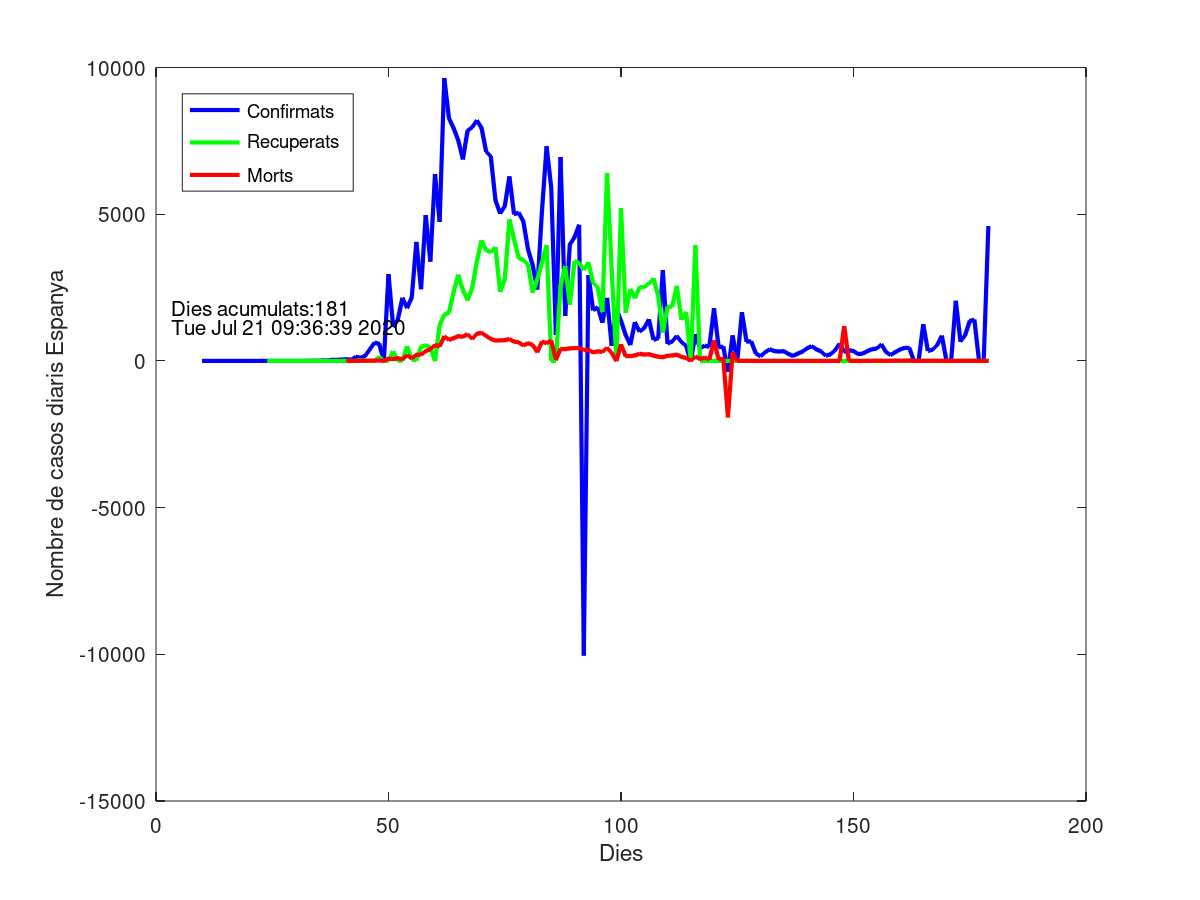 10000
5000
0
-5000
-10000
-15000
Nombre de casos diaris Espanya
Confirmats
Recuperats
Morts
Dies acumulats:181
Tue Jul 21 09:36:39 2020
0
50
100
150
200
Dies